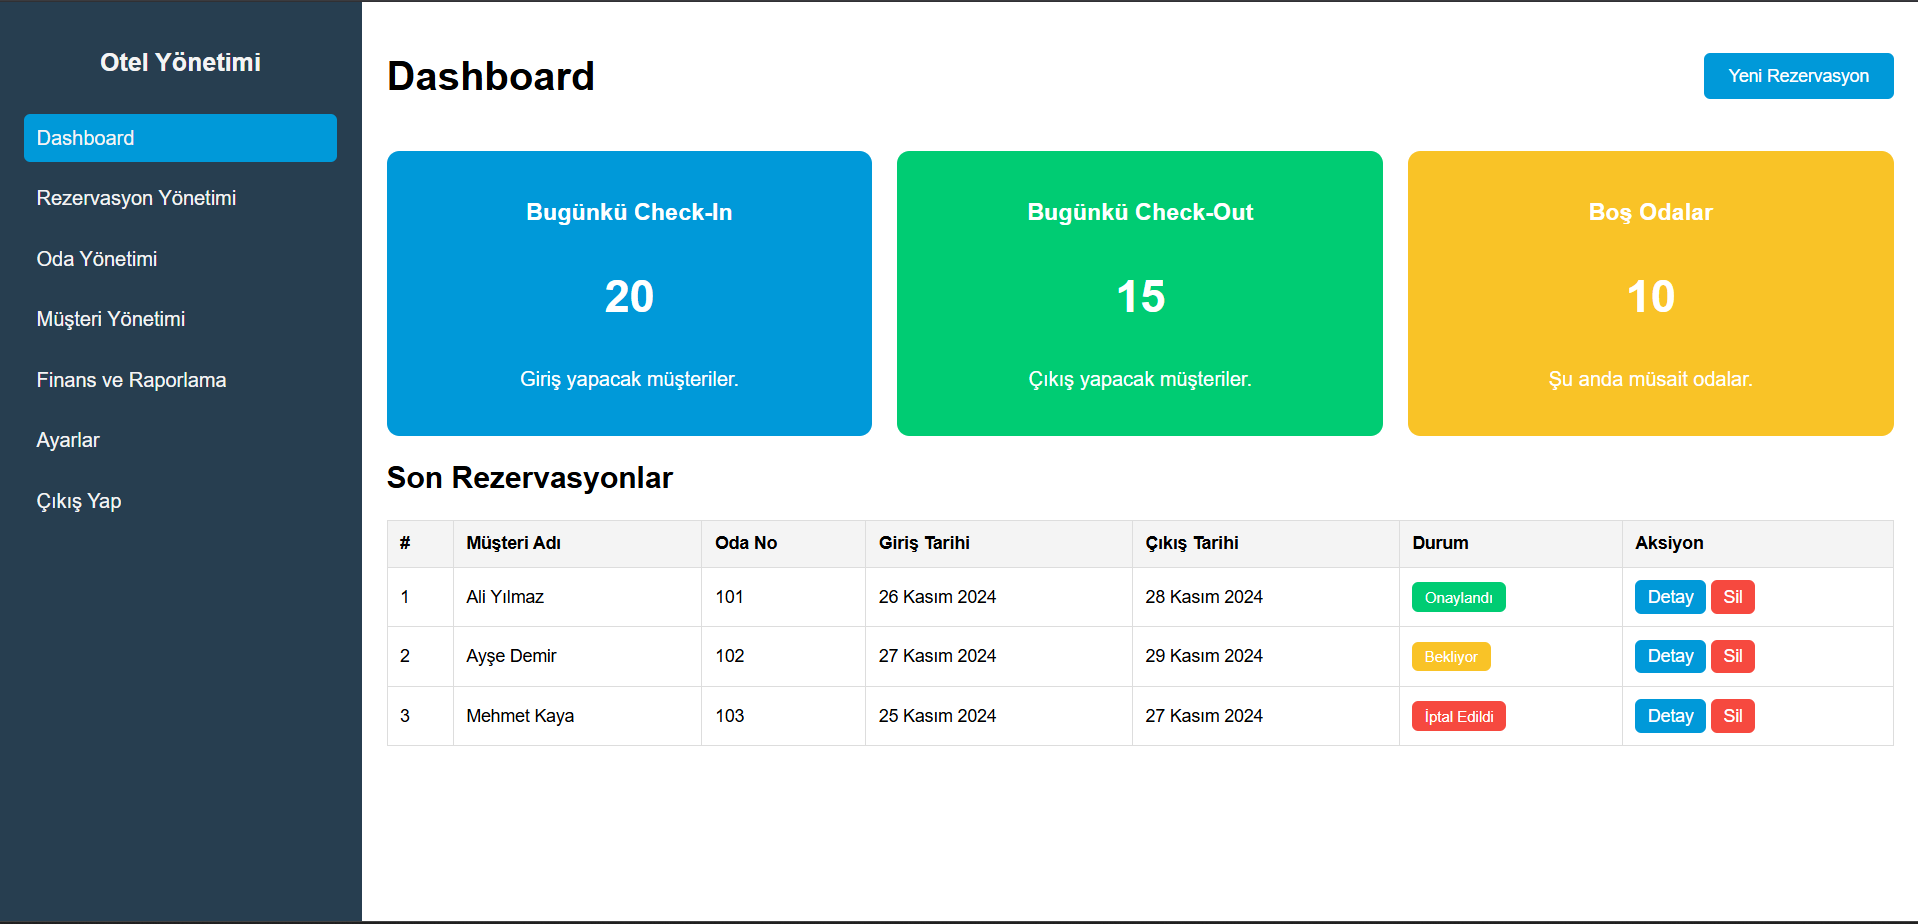 Otel Yönetimi
Dashboard
Rezervasyon Yönetimi
Oda Yönetimi
Müşteri Yönetimi
Finans ve Raporlama
Ayarlar
Çıkış Yap
Dashboard
Yeni Rezervasyon
Bugünkü Check-In
20
Giriş yapacak müşteriler.
Bugünkü Check-Out
15
Çıkış yapacak müşteriler.
Boş Odalar
10
Şu anda müsait odalar.
Son Rezervasyonlar
# Müşteri Adı Oda No Giriş Tarihi Çıkış Tarihi Durum Aksiyon
1 Ali Yılmaz 101 26 Kasım 2024 28 Kasım 2024 Onaylandı Detay Sil
2 Ayşe Demir 102 27 Kasım 2024 29 Kasım 2024 Bekliyor Detay Sil
3 Mehmet Kaya 103 25 Kasım 2024 27 Kasım 2024 İptal Edildi Detay Sil